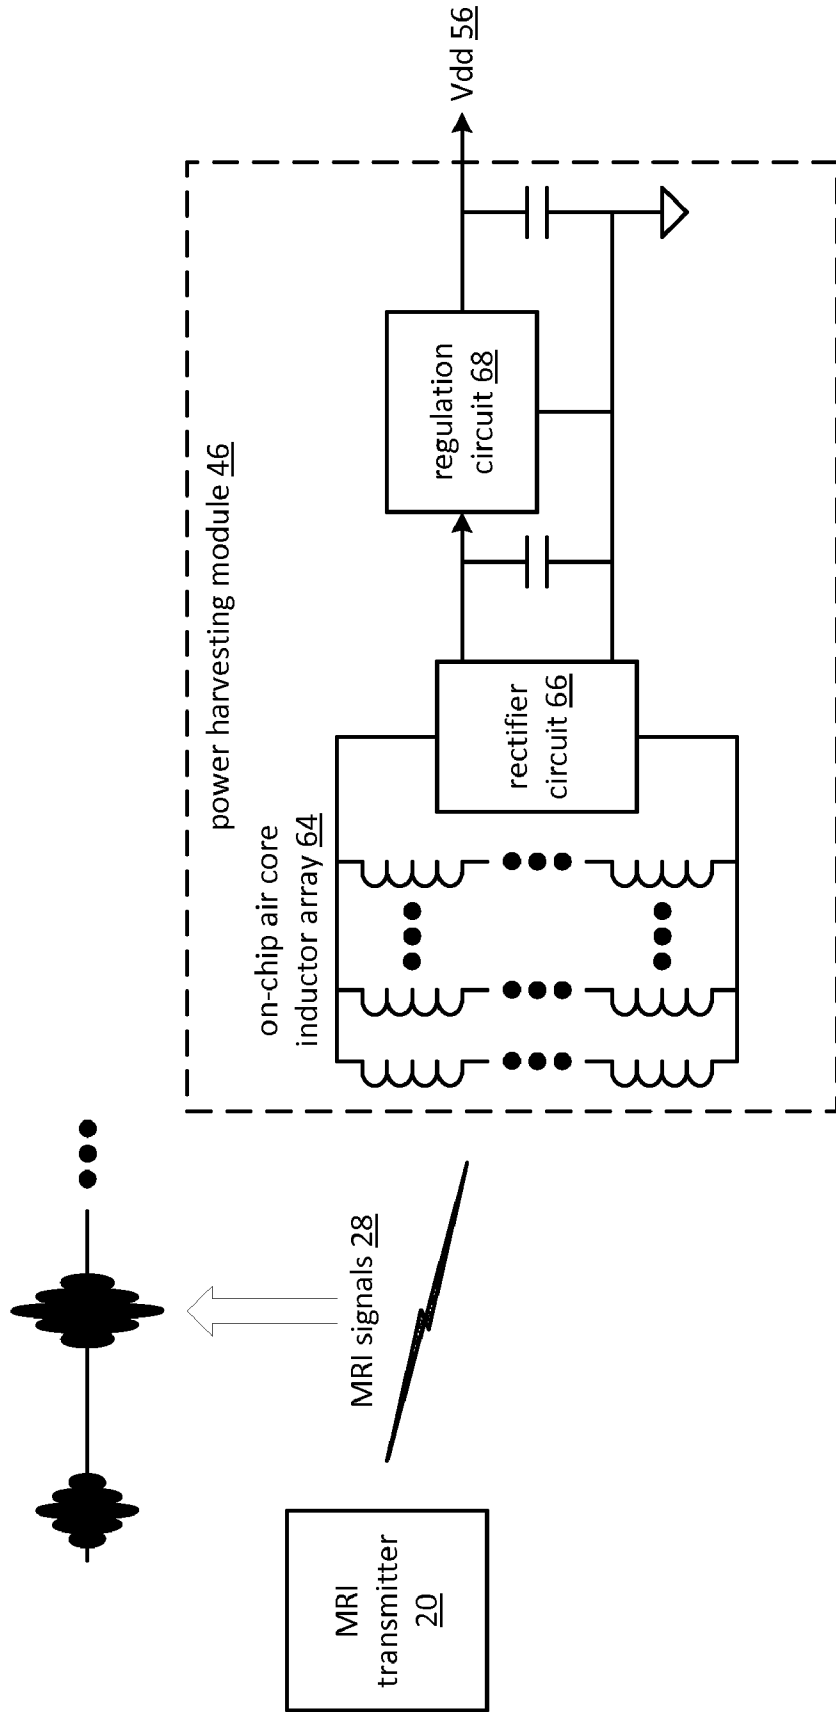 MRI
transmitter
20
MRI signals 28
power harvesting module 46
on-chip air core
inductor array 64
rectifier
circuit 66
regulation
circuit 68
Vdd 56